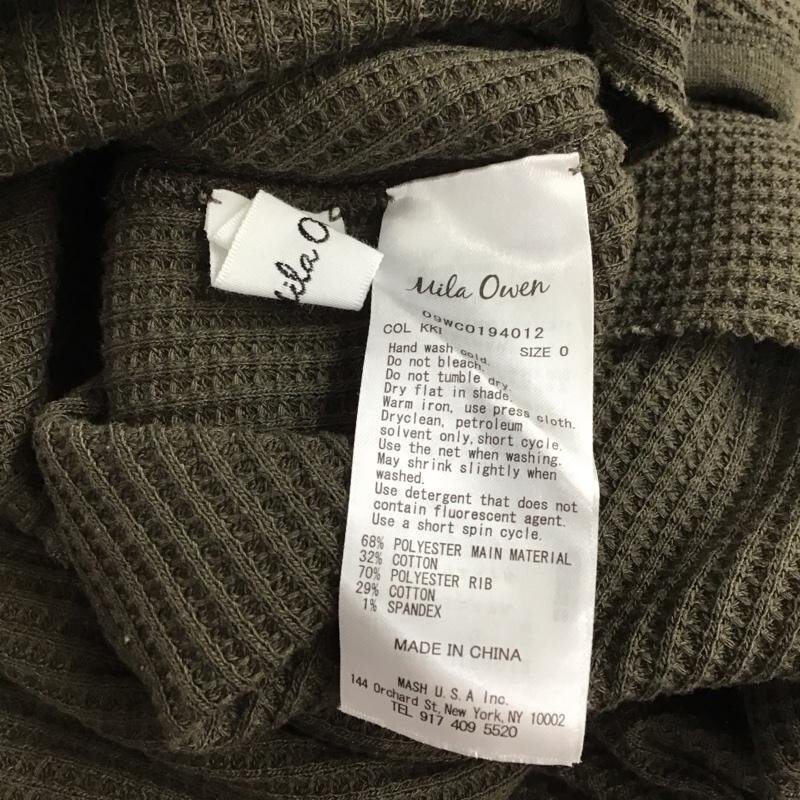 ila O
Mila Owen
09WC0194012
COL KKI
SIZE 0
Hand wash cold.
Do not bleach.
Do not tumble dry.
Dry flat in shade.
Warm iron, use press cloth.
Dryclean, petroleum
solvent only, short cycle.
Use the net when washing.
May shrink slightly when
washed.
Use detergent that does not
contain fluorescent agent.
Use a short spin cycle.
68% POLYESTER MAIN MATERIAL
32% COTTON
70% POLYESTER RIB
29% COTTON
1% SPANDEX
MADE IN CHINA
MASH U.S.A Inc.
144 Orchard St, New York, NY 10002
TEL 917 409 5520